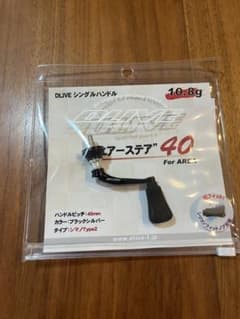 DLIVE シングルハンドル
10.8g
DLIVE
アーステア" 40
For AREA
ハンドルピッチ:40mm
カラー:ブラックシルバー
タイプ:シマノType2